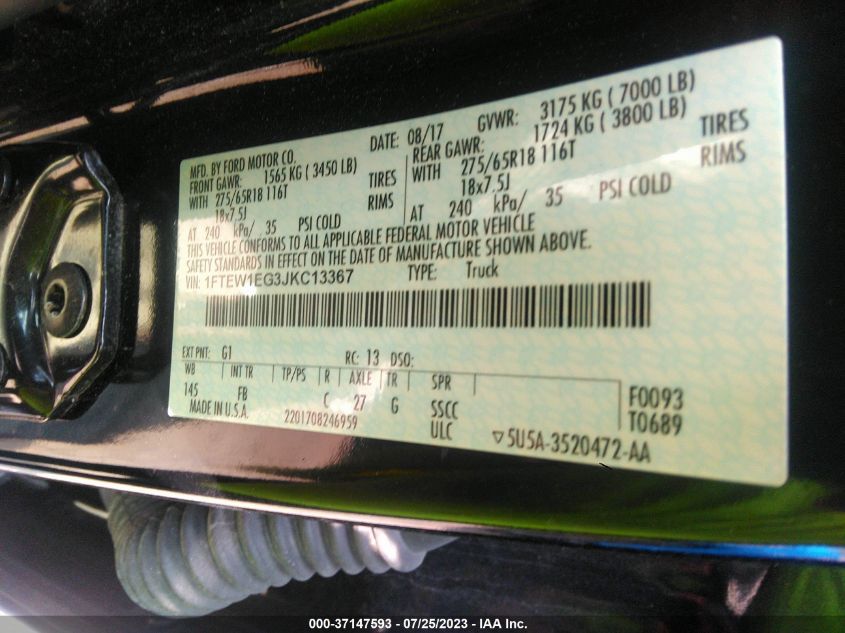 MFD. BY FORD MOTOR CO.
DATE: 08/17 GVWR: 3175 KG ( 7000 LB)
FRONT GAWR: 1565 KG ( 3450 LB)
REAR GAWR: 1724 KG ( 3800 LB)
WITH 275/65R18 116T TIRES
WITH 275/65R18 116T TIRES
18x7.5J RIMS
18x7.5J RIMS
AT 240 kPa/ 35 PSI COLD
AT 240 kPa/ 35 PSI COLD
THIS VEHICLE CONFORMS TO ALL APPLICABLE FEDERAL MOTOR VEHICLE
SAFETY STANDARDS IN EFFECT ON THE DATE OF MANUFACTURE SHOWN ABOVE.
VIN: 1FTEW1EG3JKC13367 TYPE: Truck
EXT PNT: G1 RC: 13 DSO:
WB INT TR TP/PS R AXLE TR SPR
145 FB C 27 G SSCC F0093
MADE IN U.S.A. 2201708246959 ULC T0689
▽5U5A-3520472-AA
000-37147593 - 07/25/2023 - IAA Inc.